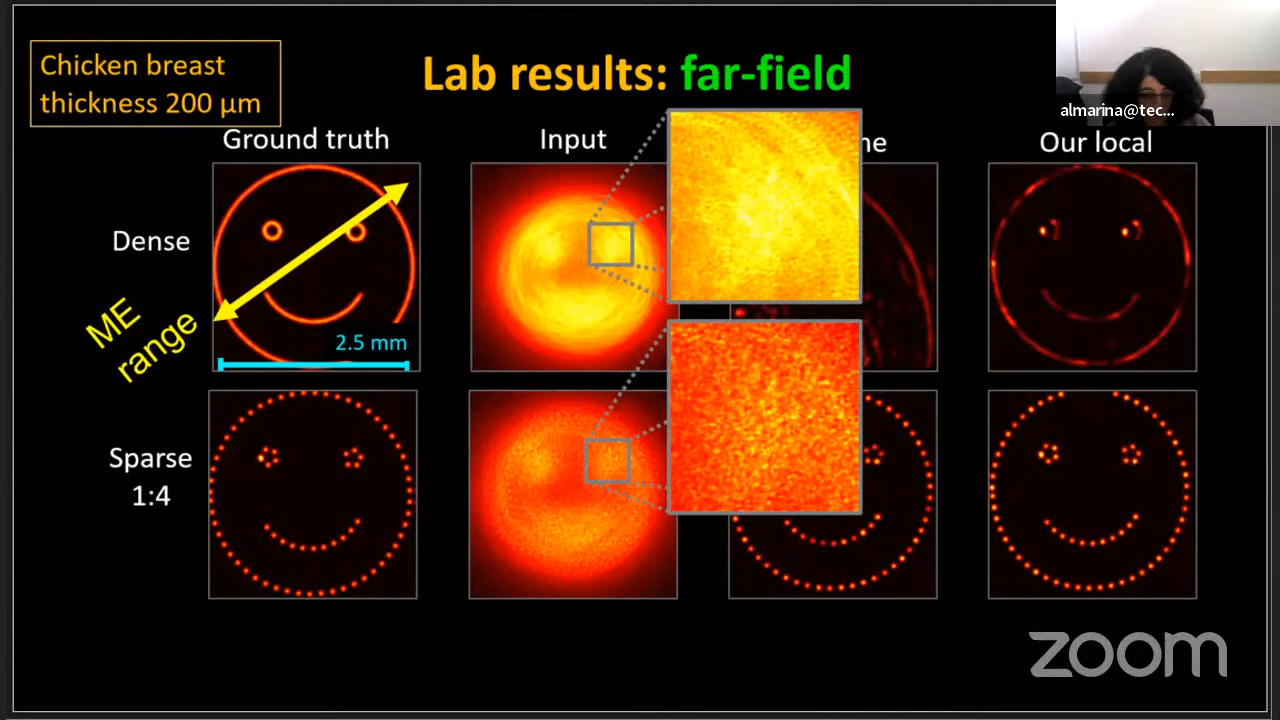 Chicken breast
thickness 200 µm
Lab results: far-field
almarina@tec...
Ground truth
Input
Our local
Dense
ME
range
2.5 mm
Sparse
1:4
zoom